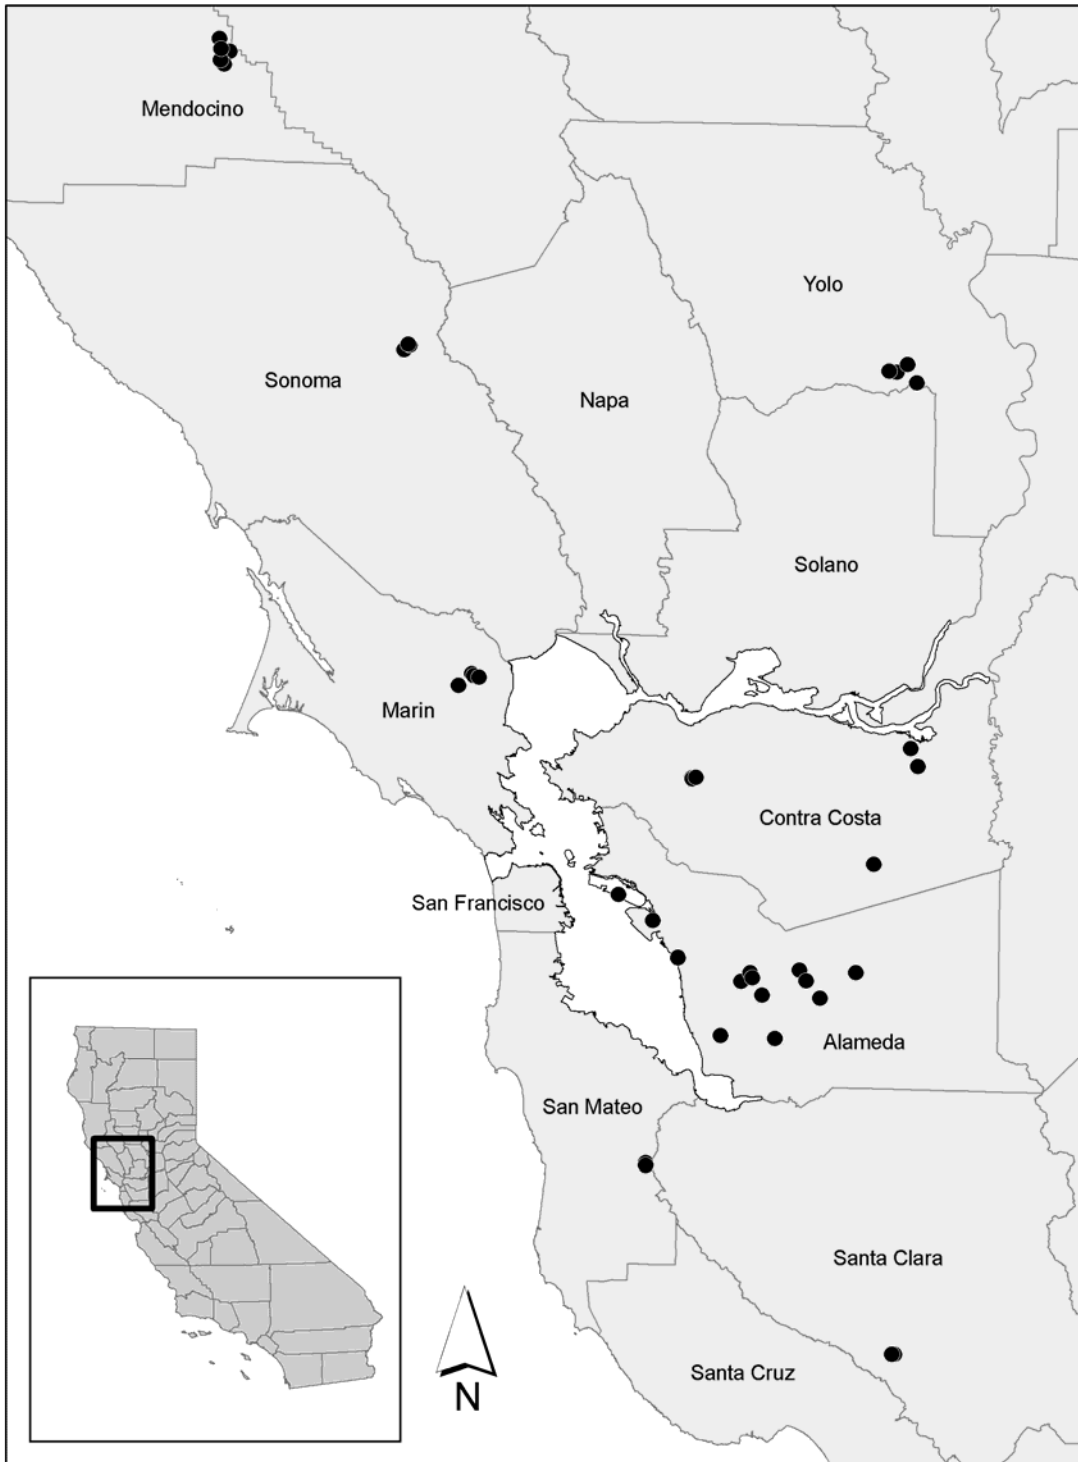 Mendocino
Yolo
Sonoma
Napa
Solano
Marin
Contra Costa
San Francisco
Alameda
San Mateo
Santa Clara
Santa Cruz
N